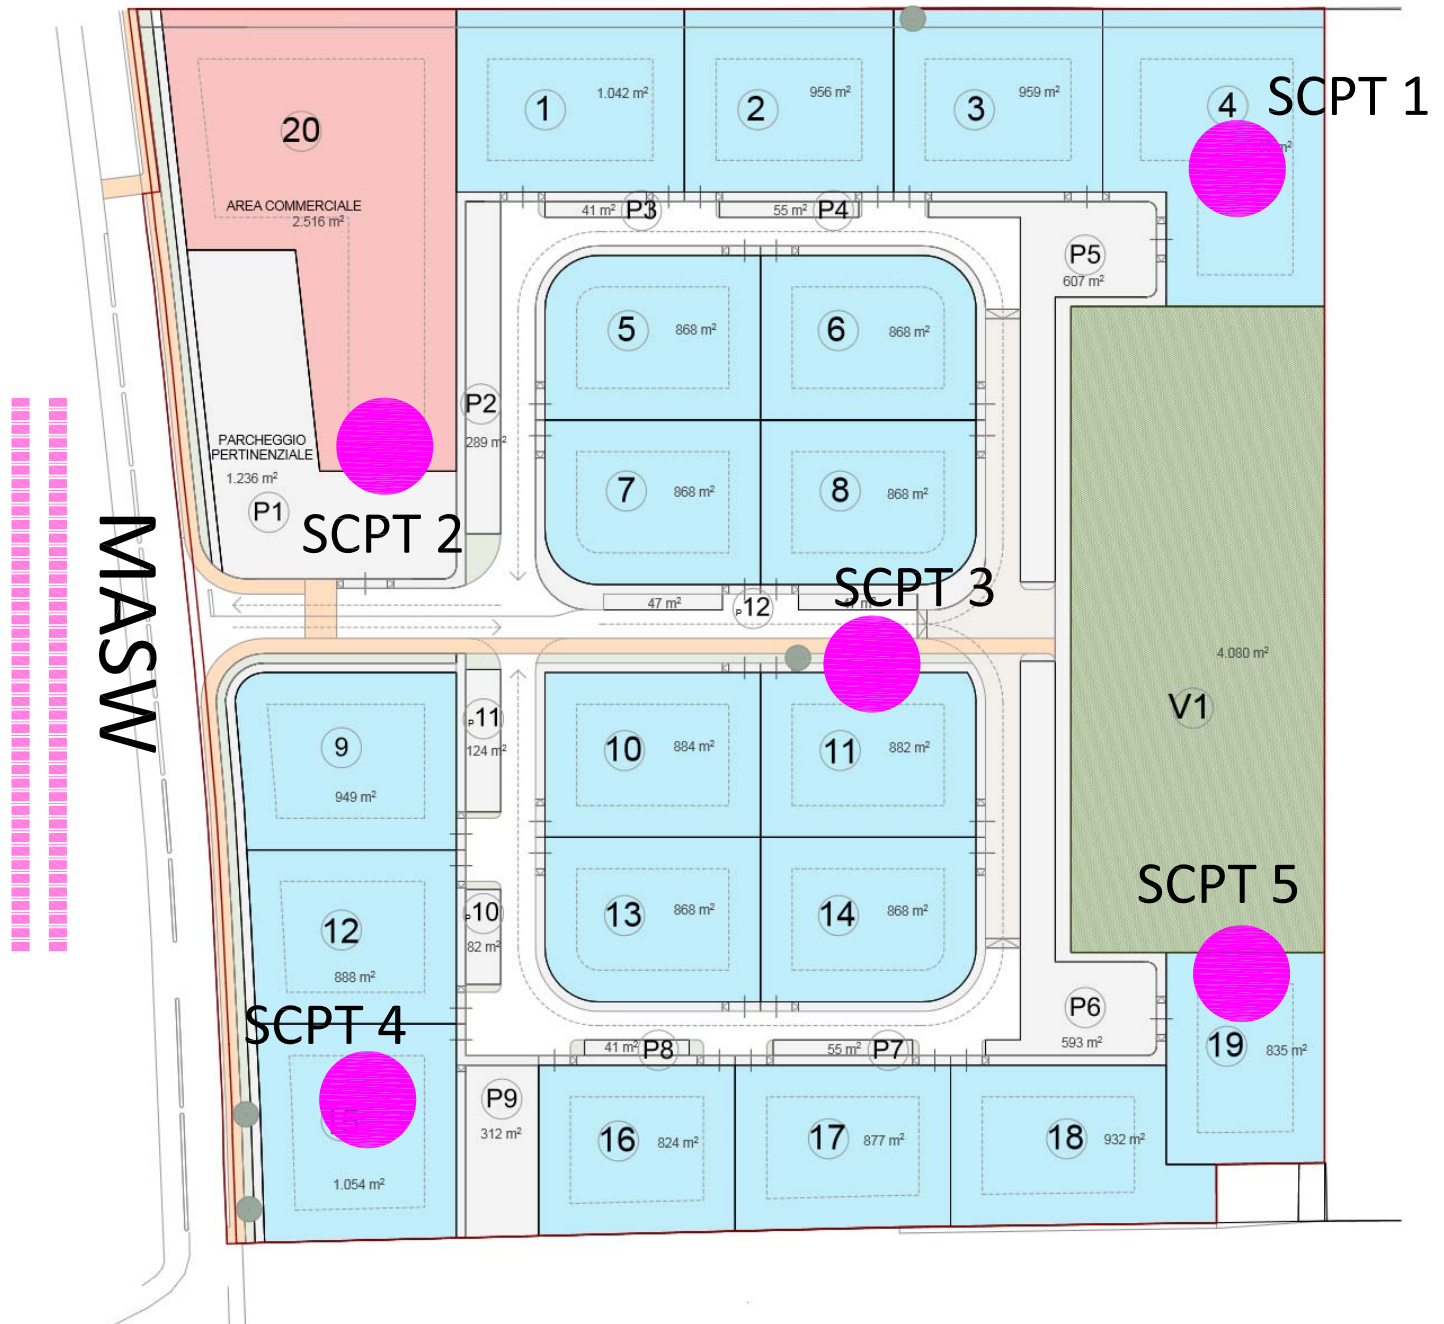 SCPT 1
1
1.042 m²
2
956 m²
3
959 m²
4
m²
20
AREA COMMERCIALE
2.516 m²
41 m²
P3
55 m²
P4
P5
607 m²
5
868 m²
6
868 m²
P2
289 m²
PARCHEGGIO
PERTINENZIALE
1.236 m²
P1
SCPT 2
7
868 m²
8
868 m²
MASW
SCPT 3
47 m²
P12
V1
4.080 m²
9
949 m²
P11
124 m²
10
884 m²
11
882 m²
12
888 m²
P10
82 m²
13
868 m²
14
868 m²
SCPT 5
SCPT 4
1.054 m²
41 m²
P8
55 m²
P7
P6
593 m²
19
835 m²
P9
312 m²
16
824 m²
17
877 m²
18
932 m²